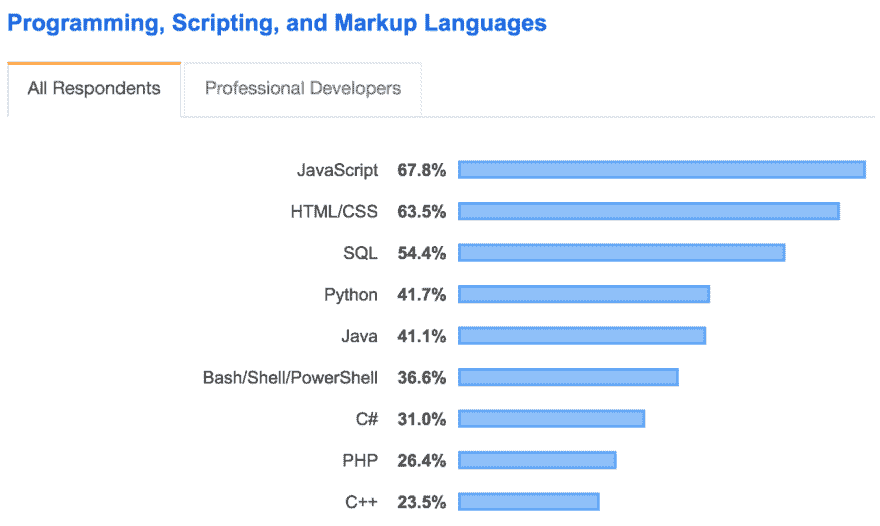 Programming, Scripting, and Markup Languages
All Respondents Professional Developers
JavaScript 67.8%
HTML/CSS 63.5%
SQL 54.4%
Python 41.7%
Java 41.1%
Bash/Shell/PowerShell 36.6%
C# 31.0%
PHP 26.4%
C++ 23.5%